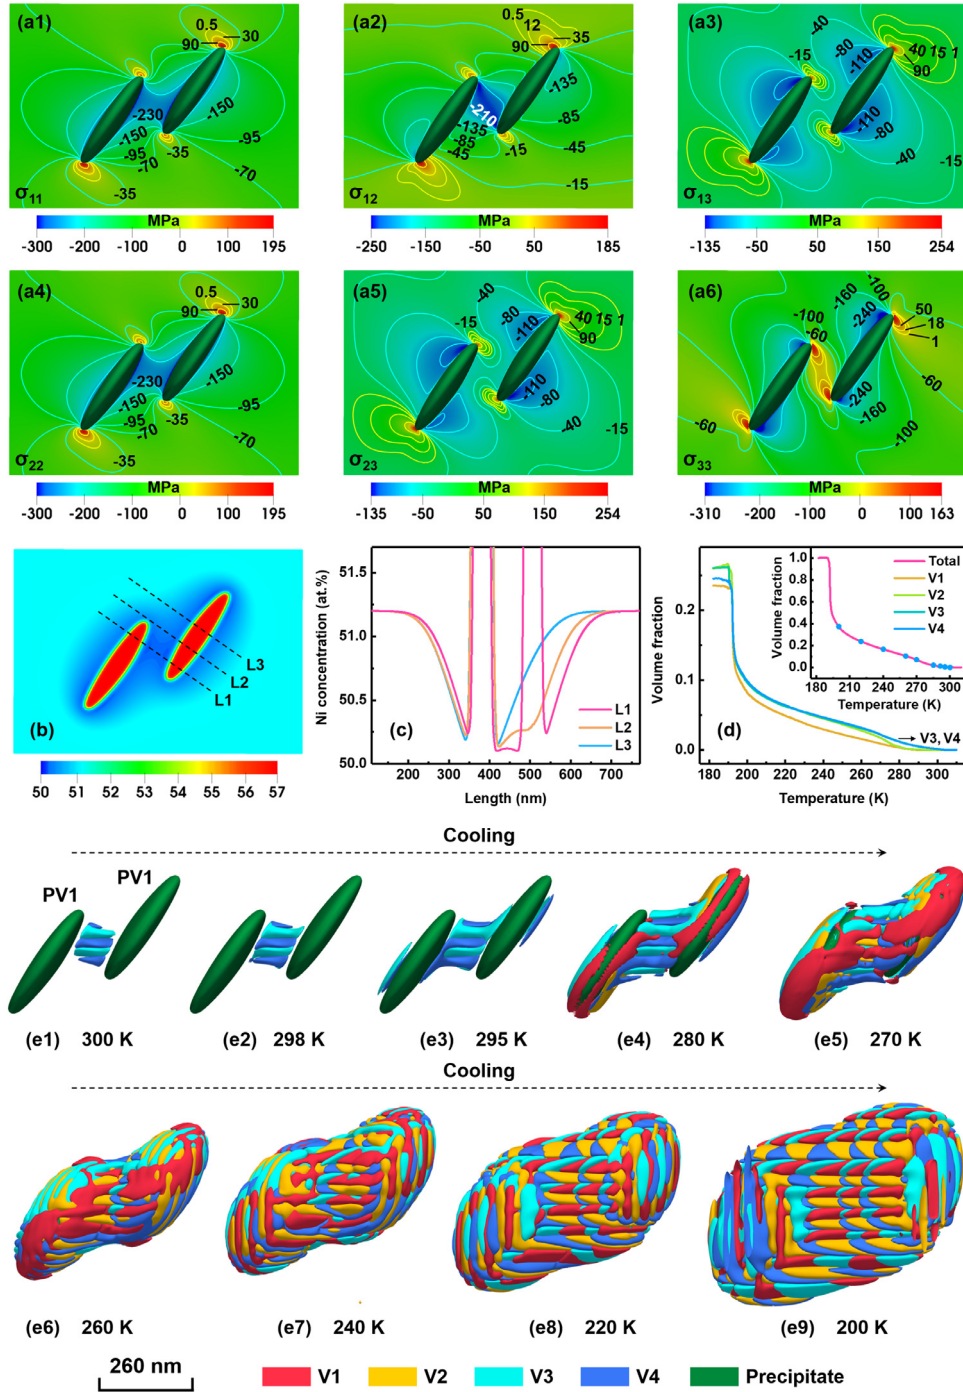 (a1)
0.5
30
90
-230
-150
-150
-95
-95
-70
-35
-70
-35
σ11
MPa
-300 -200 -100 0 100 195
(a2)
0.5
12
35
90
-135
-210
-135
-85
-85
-45
-45
-15
-15
σ12
MPa
-250 -150 -50 50 185
(a3)
-40
-80
-15
-110
40 15 1
90
-110
-80
-40
-15
σ13
MPa
-135 50 50 150 254
(a4)
0.5
30
90
-230
-150
-150
-95
-95
-70
-35
-70
-35
σ22
MPa
-300 -200 -100 0 100 195
(a5)
-40
-80
-15
-110
40 15 1
90
-110
-80
-40
-15
σ23
MPa
-135 50 50 150 254
(a6)
-100
-160
-240
50
18
1
-100
-60
-60
-240
-160
-100
-60
σ33
MPa
-310 -200 -100 0 100 163
(b)
L3
L2
L1
50 51 52 53 54 55 56 57
Ni concentration (at.%)
51.5
51.0
50.5
50.0
(c)
L1
L2
L3
100 200 300 400 500 600 700
Length (nm)
Volume fraction
0.2
0.1
0.0
(d)
V3, V4
180 200 220 240 260 280 300
Temperature (K)
Volume fraction
1.0
0.8
0.6
0.4
0.2
0.0
180 210 240 270 300
Temperature (K)
Total
V1
V2
V3
V4
Cooling
PV1
PV1
(e1) 300 K
(e2) 298 K
(e3) 295 K
(e4) 280 K
(e5) 270 K
Cooling
(e6) 260 K
(e7) 240 K
(e8) 220 K
(e9) 200 K
260 nm
V1
V2
V3
V4
Precipitate